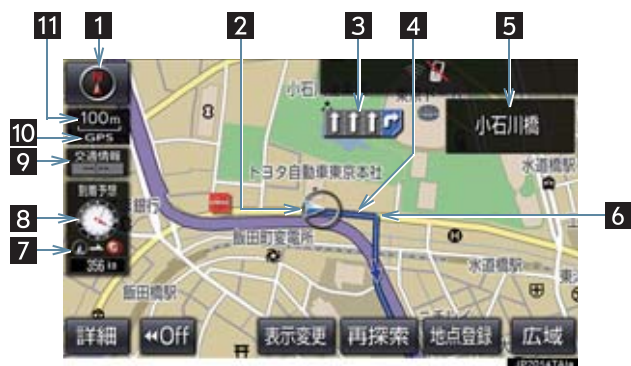 11
1
2
3
4
5
100m
小石
小石川橋
10
GPS
9
交通情報
水道橋駅
トヨタ自動車東京本社
到着予想
8
銀行
6
飯田町変電所
7
水道橋駅
飯田橋駅
詳細
◀◀Off
表示変更
再探索
地点登録
広域